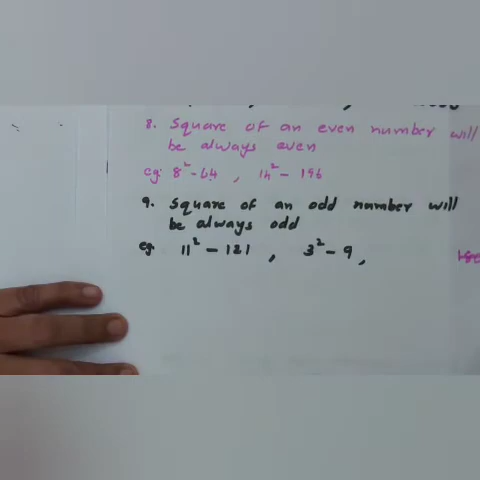 8. Square of an even number will
be always even
eg: 8² - 64 , 14² - 196
9. Square of an odd number will
be always odd
eg 11² - 121 , 3² - 9 ,